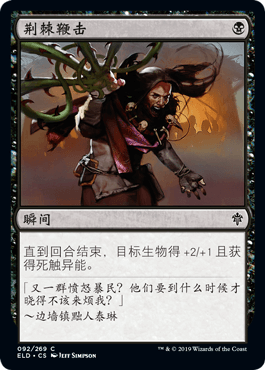 荆棘鞭击
瞬间
直到回合结束，目标生物得 +2/+1 且获
得死触异能。
「又一群愤怒暴民？他们要到什么时候才
晓得不该来烦我？」
～边墙镇黠人泰琳
092/269 C
ELD • CS JEFF SIMPSON
™ & © 2019 Wizards of the Coast